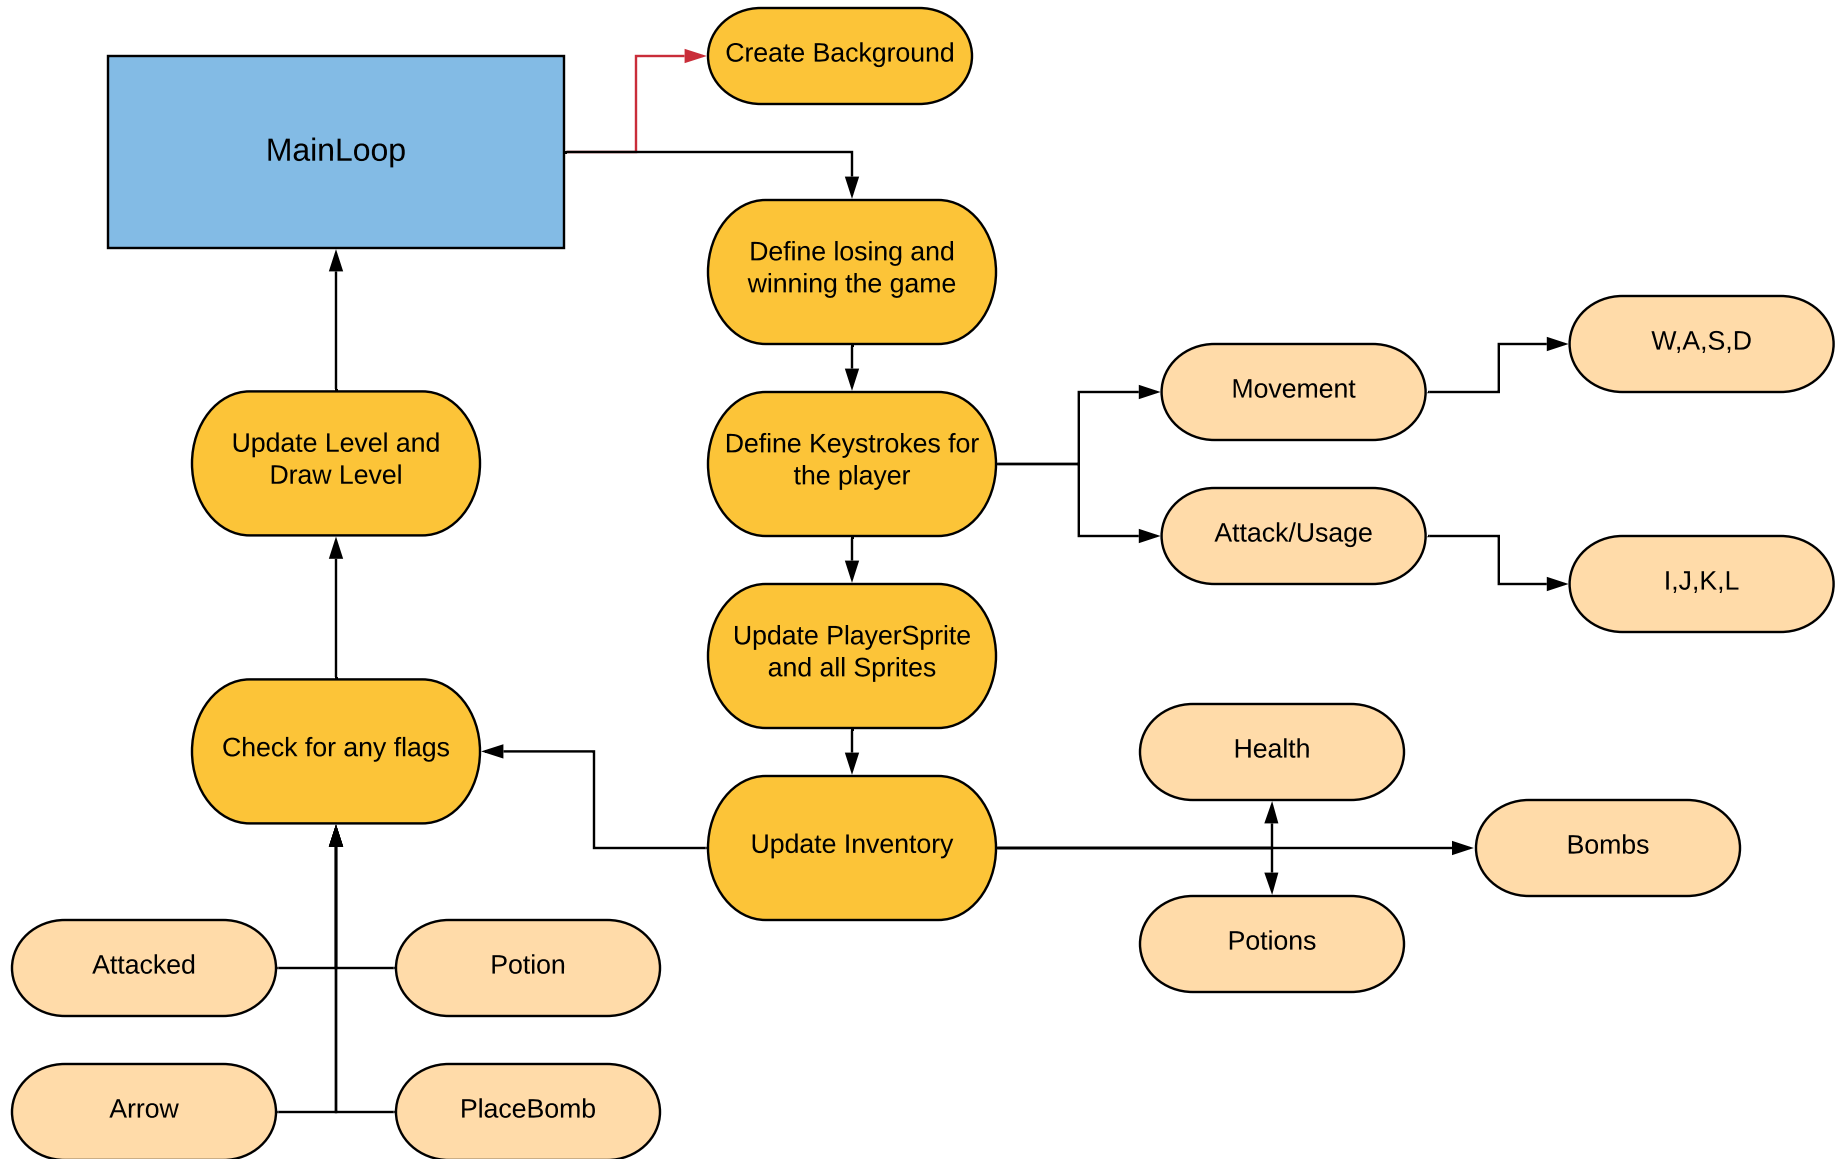 Create Background
MainLoop
Define losing and
winning the game
W,A,S,D
Movement
Update Level and
Draw Level
Define Keystrokes for
the player
Attack/Usage
I,J,K,L
Update PlayerSprite
and all Sprites
Check for any flags
Health
Update Inventory
Bombs
Potions
Attacked
Potion
Arrow
PlaceBomb